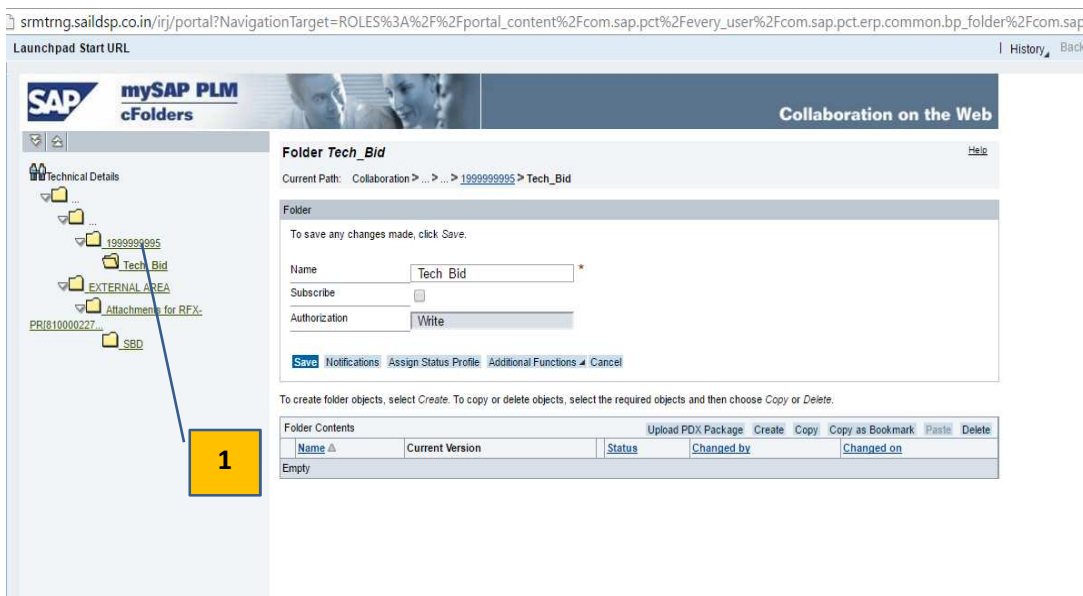 srmtrng.saildsp.co.in/irj/portal?NavigationTarget=ROLES%3A%2F%2Fportal_content%2Fcom.sap.pct%2Fevery_user%2Fcom.sap.pct.erp.common.bp_folder%2Fcom.sap
Launchpad Start URL
History
Back
SAP
mySAP PLM
cFolders
Collaboration on the Web
Technical Details
...
...
1999999995
Tech_Bid
EXTERNAL AREA
Attachments for RFX-
PR[810000227...
SBD
1
Folder Tech_Bid
Help
Current Path: Collaboration > ... > ... > 1999999995 > Tech_Bid
Folder
To save any changes made, click Save.
Name Tech_Bid *
Subscribe
Authorization Write
Save Notifications Assign Status Profile Additional Functions Cancel
To create folder objects, select Create. To copy or delete objects, select the required objects and then choose Copy or Delete.
Folder Contents Upload PDX Package Create Copy Copy as Bookmark Paste Delete
Name Current Version Status Changed by Changed on
Empty